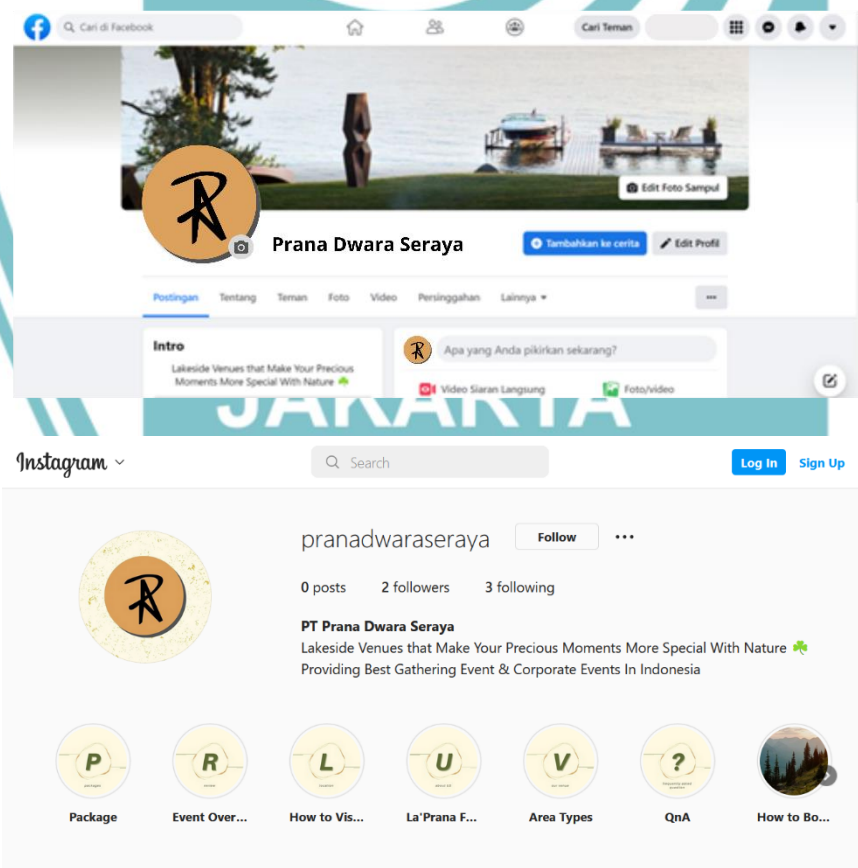 Cari di Facebook
Cari Teman
Edit Foto Sampul
Prana Dwara Seraya
Tambahkan ke cerita
Edit Profil
Postingan Tentang Teman Foto Video Persinggahan Lainnya
Intro
Lakeside Venues that Make Your Precious
Moments More Special With Nature
Apa yang Anda pikirkan sekarang?
Video Siaran Langsung
Foto/video
JAKARTA
Instagram
Search
Log In
Sign Up
pranadwaraseraya
Follow
0 posts 2 followers 3 following
PT Prana Dwara Seraya
Lakeside Venues that Make Your Precious Moments More Special With Nature
Providing Best Gathering Event & Corporate Events In Indonesia
P
R
L
U
V
?
Package
Event Over...
How to Vis...
La'Prana F...
Area Types
QnA
How to Bo...